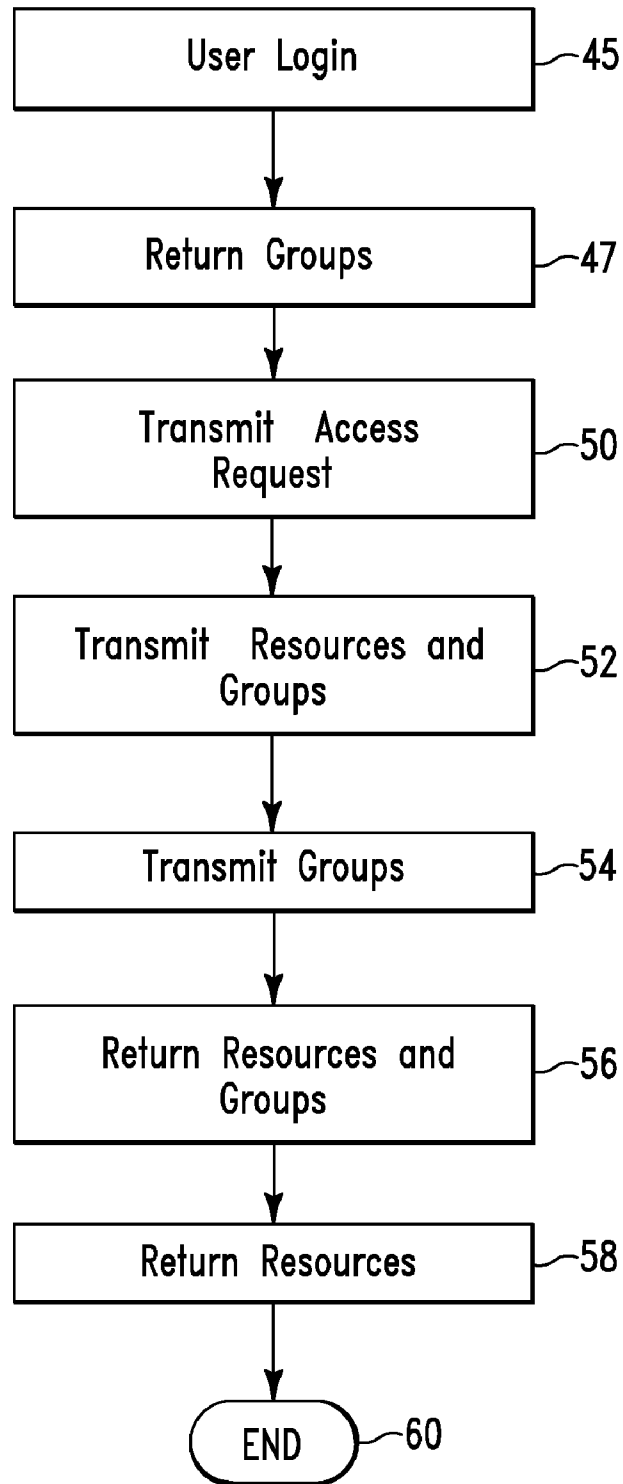 User Login
45
Return Groups
47
Transmit Access
Request
50
Transmit Resources and
Groups
52
Transmit Groups
54
Return Resources and
Groups
56
Return Resources
58
END
60